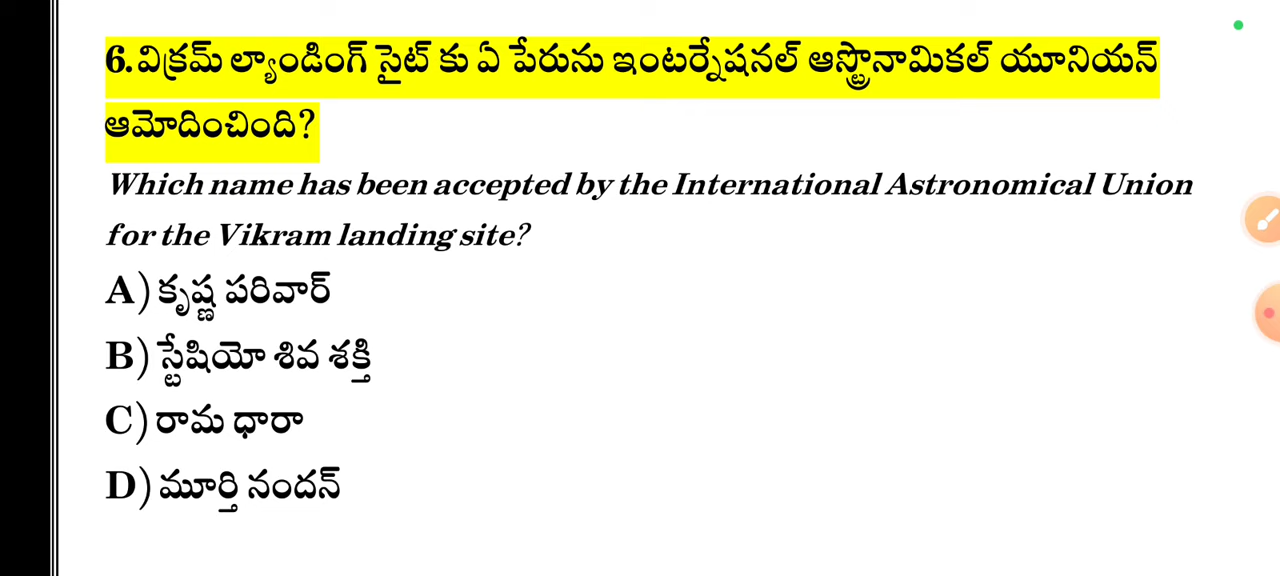 6.విక్రమ్ ల్యాండింగ్ సైట్ కు ఏ పేరును ఇంటర్నేషనల్ ఆస్ట్రొనామికల్ యూనియన్
ఆమోదించింది?
Which name has been accepted by the International Astronomical Union
for the Vikram landing site?
A) కృష్ణ పరివార్
B) స్టేషియో శివ శక్తి
C) రామ ధారా
D) మూర్తి నందన్